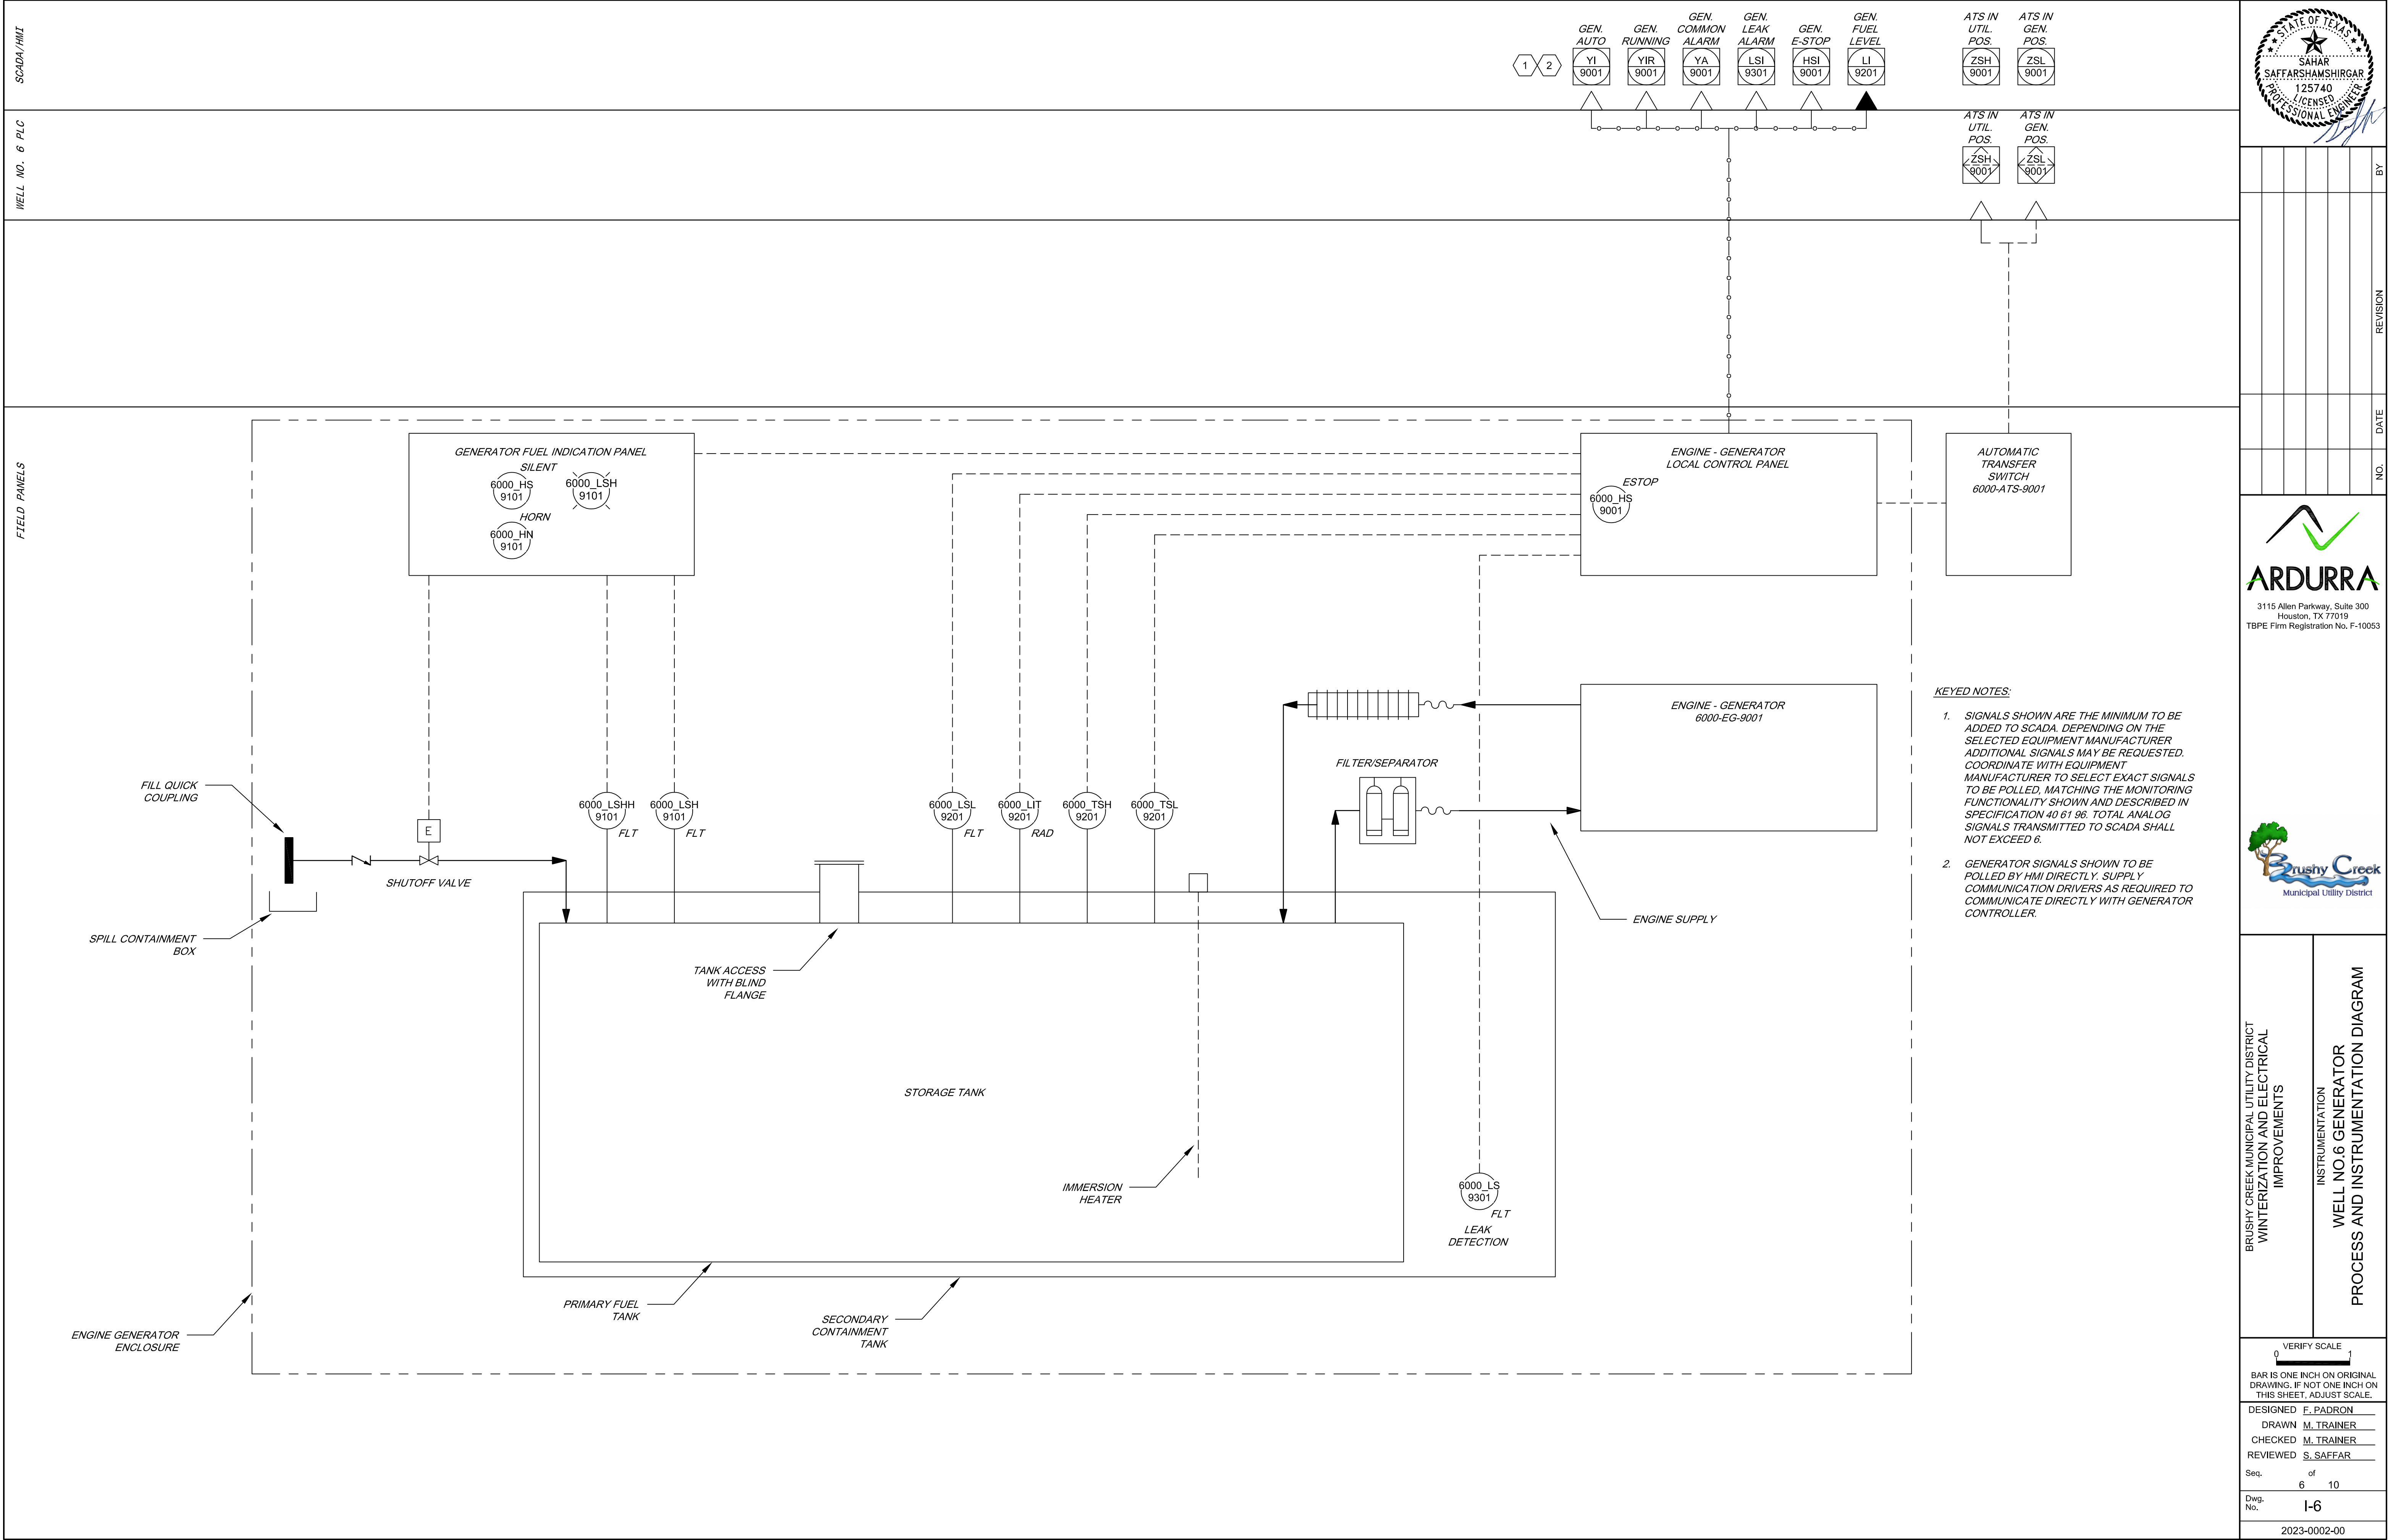 SCADA/HMI
WELL NO. 6 PLC
FIELD PANELS
1
2
GEN.
AUTO
YI
9001
GEN.
RUNNING
YIR
9001
GEN.
COMMON
ALARM
YA
9001
GEN.
LEAK
ALARM
LSI
9301
GEN.
E-STOP
HSI
9001
GEN.
FUEL
LEVEL
LI
9201
ATS IN
UTIL.
POS.
ZSH
9001
ATS IN
GEN.
POS.
ZSL
9001
ATS IN
UTIL.
POS.
ZSH
9001
ATS IN
GEN.
POS.
ZSL
9001
GENERATOR FUEL INDICATION PANEL
SILENT
6000_HS
9101
6000_LSH
9101
HORN
6000_HN
9101
ENGINE - GENERATOR
LOCAL CONTROL PANEL
ESTOP
6000_HS
9001
AUTOMATIC
TRANSFER
SWITCH
6000-ATS-9001
ENGINE - GENERATOR
6000-EG-9001
FILTER/SEPARATOR
FILL QUICK
COUPLING
E
SHUTOFF VALVE
SPILL CONTAINMENT
BOX
6000_LSHH
9101
FLT
6000_LSH
9101
FLT
6000_LSL
9201
FLT
6000_LIT
9201
RAD
6000_TSH
9201
6000_TSL
9201
ENGINE SUPPLY
TANK ACCESS
WITH BLIND
FLANGE
STORAGE TANK
IMMERSION
HEATER
6000_LS
9301
FLT
LEAK
DETECTION
PRIMARY FUEL
TANK
SECONDARY
CONTAINMENT
TANK
ENGINE GENERATOR
ENCLOSURE
KEYED NOTES:
1. SIGNALS SHOWN ARE THE MINIMUM TO BE
ADDED TO SCADA. DEPENDING ON THE
SELECTED EQUIPMENT MANUFACTURER
ADDITIONAL SIGNALS MAY BE REQUESTED.
COORDINATE WITH EQUIPMENT
MANUFACTURER TO SELECT EXACT SIGNALS
TO BE POLLED, MATCHING THE MONITORING
FUNCTIONALITY SHOWN AND DESCRIBED IN
SPECIFICATION 40 61 96. TOTAL ANALOG
SIGNALS TRANSMITTED TO SCADA SHALL
NOT EXCEED 6.
2. GENERATOR SIGNALS SHOWN TO BE
POLLED BY HMI DIRECTLY. SUPPLY
COMMUNICATION DRIVERS AS REQUIRED TO
COMMUNICATE DIRECTLY WITH GENERATOR
CONTROLLER.
STATE OF TEXAS
SAHAR
SAFFARSHAMSHIRGAR
125740
LICENSED
PROFESSIONAL ENGINEER
BY
REVISION
DATE
NO.
ARDURRA
3115 Allen Parkway, Suite 300
Houston, TX 77019
TBPE Firm Registration No. F-10053
Brushy Creek
Municipal Utility District
BRUSHY CREEK MUNICIPAL UTILITY DISTRICT
WINTERIZATION AND ELECTRICAL
IMPROVEMENTS
INSTRUMENTATION
WELL NO.6 GENERATOR
PROCESS AND INSTRUMENTATION DIAGRAM
VERIFY SCALE
0 1
BAR IS ONE INCH ON ORIGINAL
DRAWING. IF NOT ONE INCH ON
THIS SHEET, ADJUST SCALE.
DESIGNED F. PADRON
DRAWN M. TRAINER
CHECKED M. TRAINER
REVIEWED S. SAFFAR
Seq. of
6 10
Dwg.
No. I-6
2023-0002-00